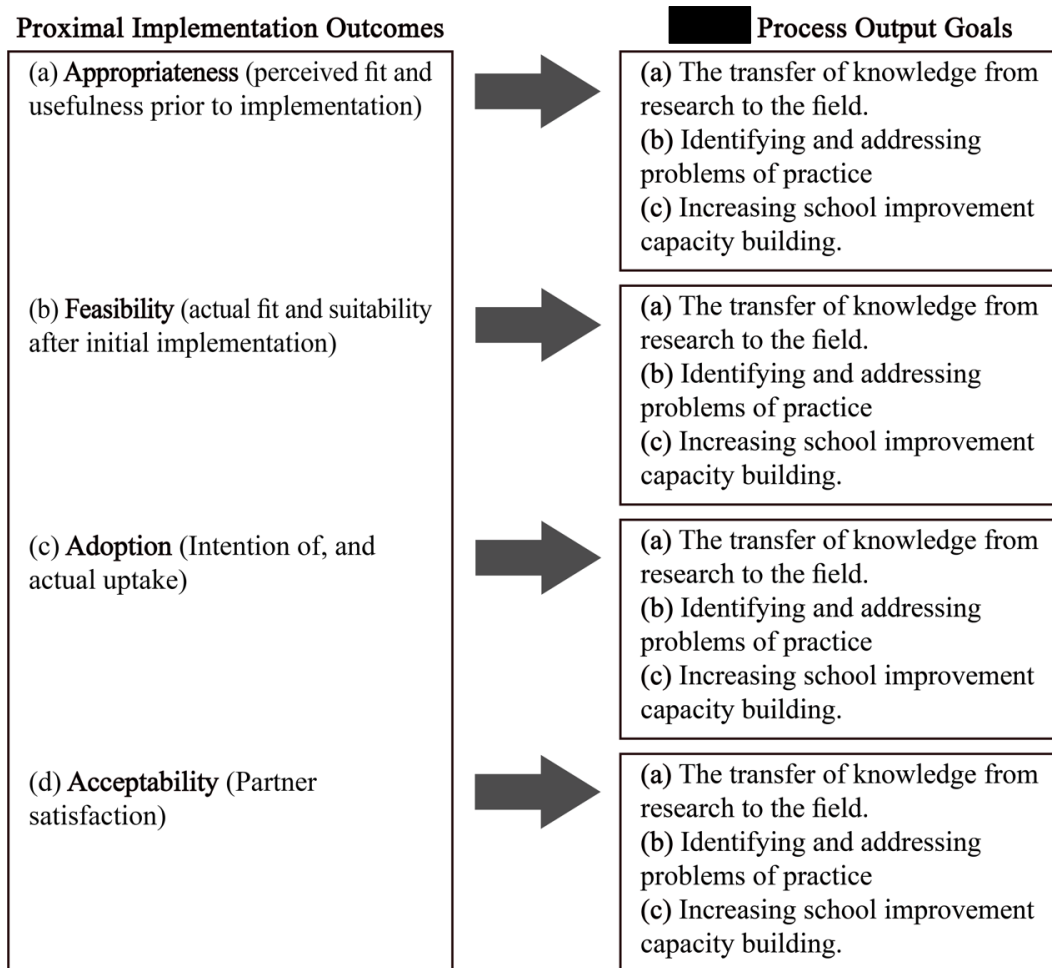 Proximal Implementation Outcomes
(a) Appropriateness (perceived fit and
usefulness prior to implementation)
(b) Feasibility (actual fit and suitability
after initial implementation)
(c) Adoption (Intention of, and
actual uptake)
(d) Acceptability (Partner
satisfaction)
Process Output Goals
(a) The transfer of knowledge from
research to the field.
(b) Identifying and addressing
problems of practice
(c) Increasing school improvement
capacity building.
(a) The transfer of knowledge from
research to the field.
(b) Identifying and addressing
problems of practice
(c) Increasing school improvement
capacity building.
(a) The transfer of knowledge from
research to the field.
(b) Identifying and addressing
problems of practice
(c) Increasing school improvement
capacity building.
(a) The transfer of knowledge from
research to the field.
(b) Identifying and addressing
problems of practice
(c) Increasing school improvement
capacity building.